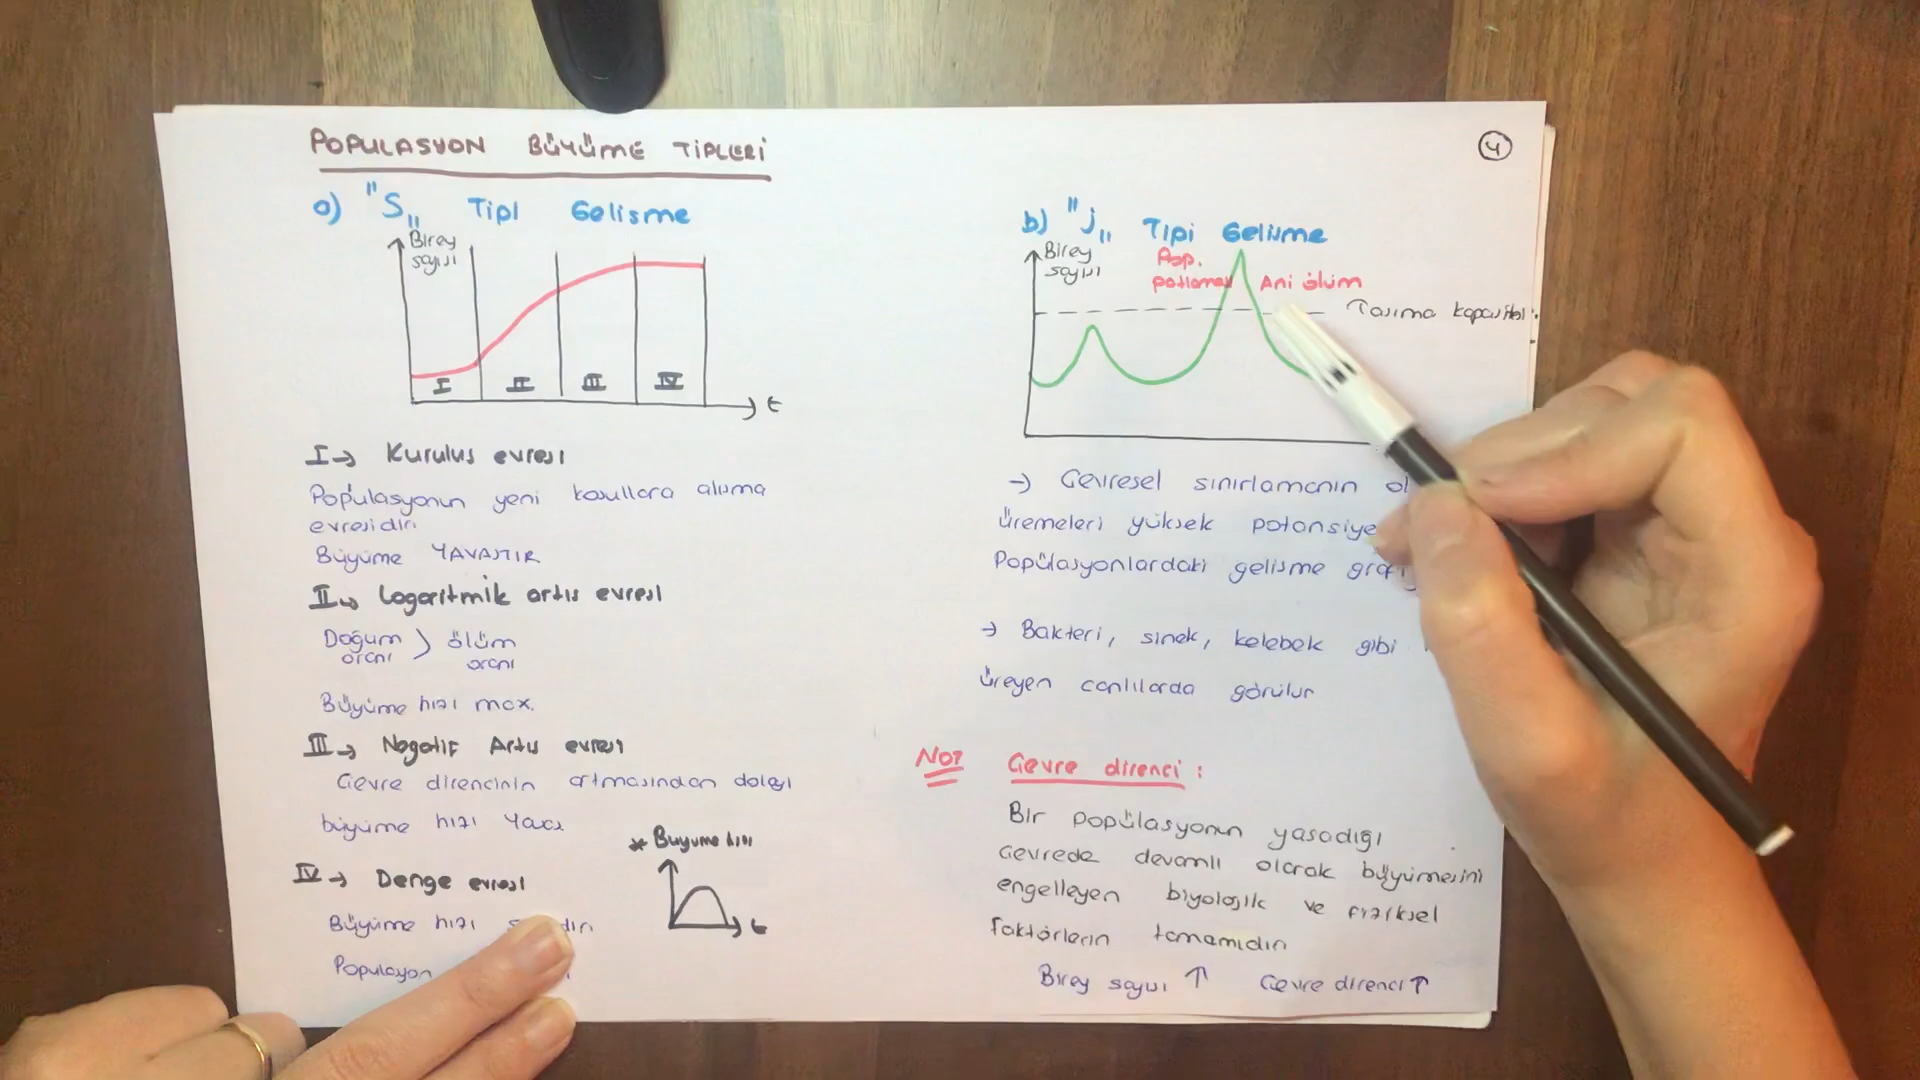 POPULASYON BÜYÜME TİPLERİ
4
a) "S" Tipi Gelişme
Birey
sayısı
I II III IV
t
I → Kuruluş evresi
Popülasyonun yeni koşullara alışma
evresidir.
Büyüme YAVAŞTIR
II → Logaritmik artış evresi
Doğum oranı > ölüm oranı
Büyüme hızı max.
III → Negatif Artış evresi
Çevre direncinin artmasından dolayı
büyüme hızı yavaş
IV → Denge evresi
Büyüme hızı
Populasyon
* Büyüme hızı
t
b) "j" Tipi Gelişme
Birey
sayısı
Pop.
patlaması
Ani ölüm
Taşıma kapasitesi
→ Çevresel sınırlamanın ol
üremeleri yüksek potansiye
Popülasyonlardaki gelişme
→ Bakteri, sinek, kelebek gibi
üreyen canlılarda görülür
NOT Çevre direnci :
Bir popülasyonun yaşadığı
çevrede devamlı olarak büyümesini
engelleyen biyolojik ve fiziksel
faktörlerin tamamıdır.
Birey sayısı ↑ Çevre direnci ↑